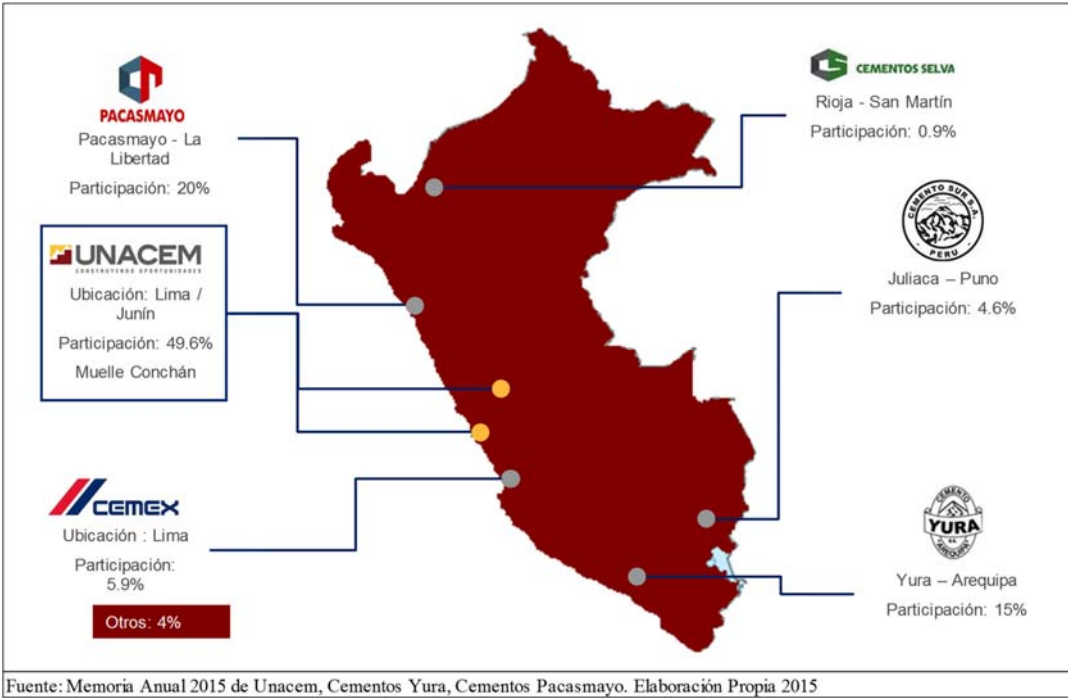 PACASMAYO
Pacasmayo - La
Libertad
Participación: 20%
UNACEM
CONSTRUYENDO OPORTUNIDADES
Ubicación: Lima /
Junín
Participación: 49.6%
Muelle Conchán
CEMEX
Ubicación : Lima
Participación:
5.9%
Otros: 4%
CEMENTOS SELVA
Rioja - San Martín
Participación: 0.9%
CEMENTO SUR S.A.
PERU
Juliaca – Puno
Participación: 4.6%
CEMENTO
YURA
S.A.
"AREQUIPA"
Yura – Arequipa
Participación: 15%
Fuente: Memoria Anual 2015 de Unacem, Cementos Yura, Cementos Pacasmayo. Elaboración Propia 2015